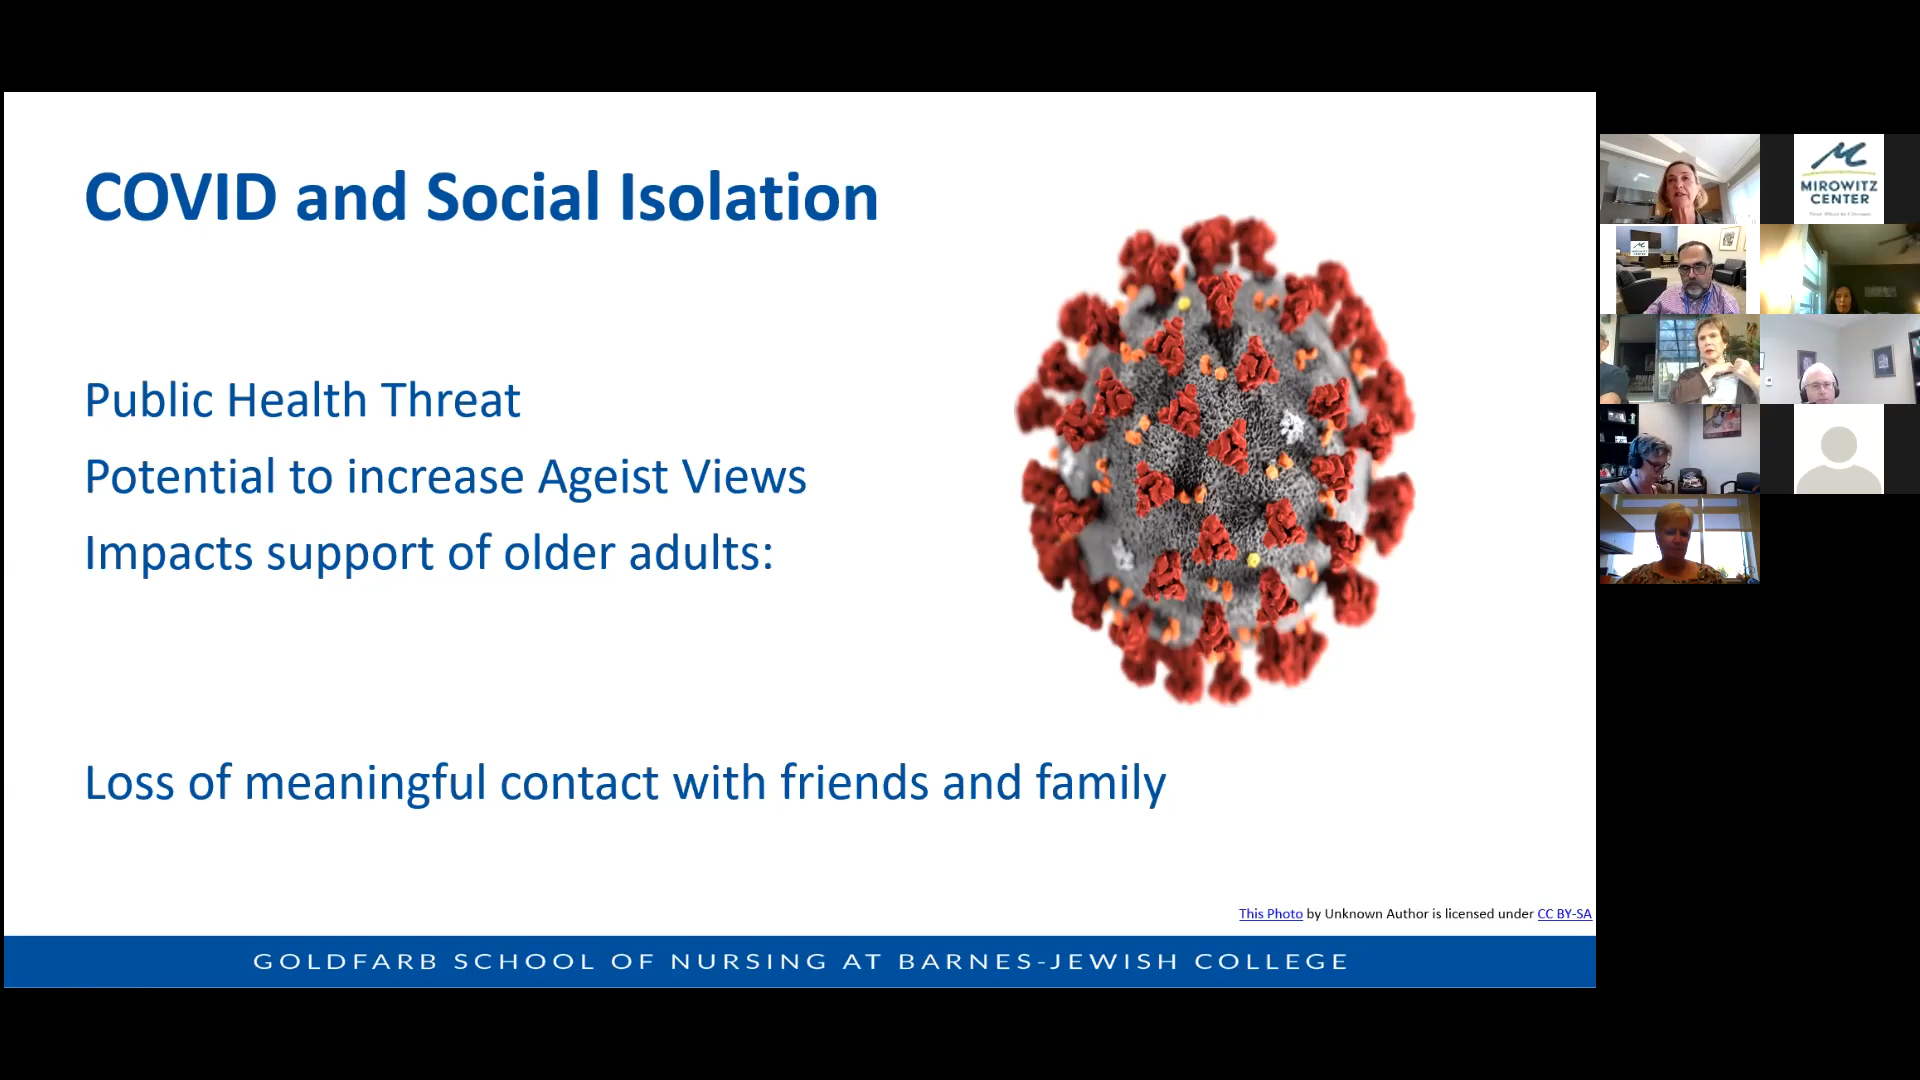 COVID and Social Isolation
Public Health Threat
Potential to increase Ageist Views
Impacts support of older adults:
Loss of meaningful contact with friends and family
This Photo by Unknown Author is licensed under CC BY-SA
GOLDFARB SCHOOL OF NURSING AT BARNES-JEWISH COLLEGE
MIROWITZ
CENTER
MIROWITZ
CENTER